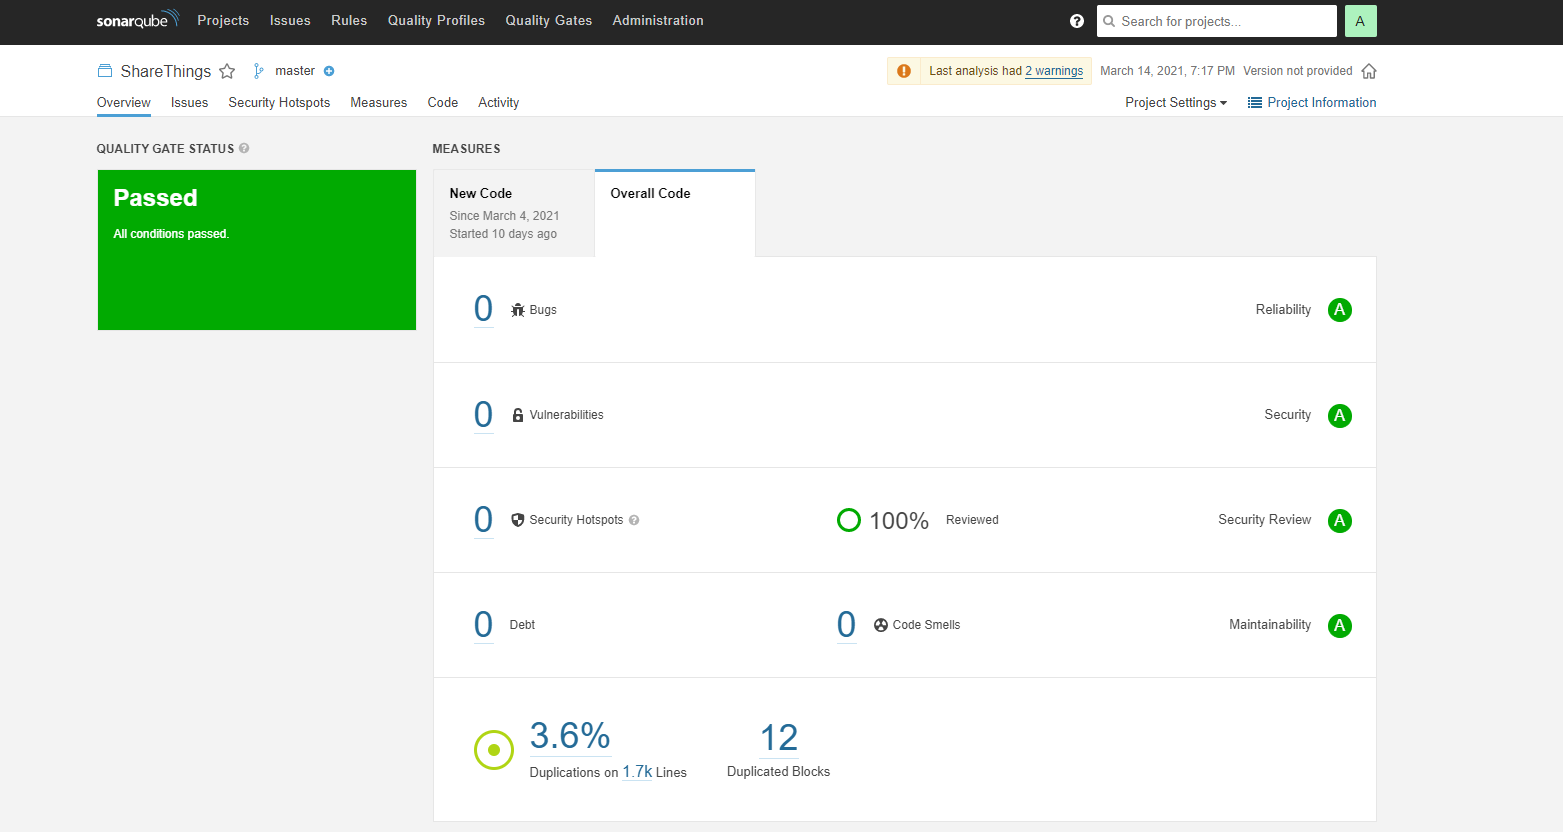 sonarqube Projects Issues Rules Quality Profiles Quality Gates Administration ? Search for projects... A
ShareThings master Last analysis had 2 warnings March 14, 2021, 7:17 PM Version not provided
Overview Issues Security Hotspots Measures Code Activity Project Settings Project Information
QUALITY GATE STATUS ?
Passed
All conditions passed.
MEASURES
New Code
Since March 4, 2021
Started 10 days ago
Overall Code
0 Bugs Reliability A
0 Vulnerabilities Security A
0 Security Hotspots ? 100% Reviewed Security Review A
0 Debt 0 Code Smells Maintainability A
3.6% 12
Duplications on 1.7k Lines Duplicated Blocks